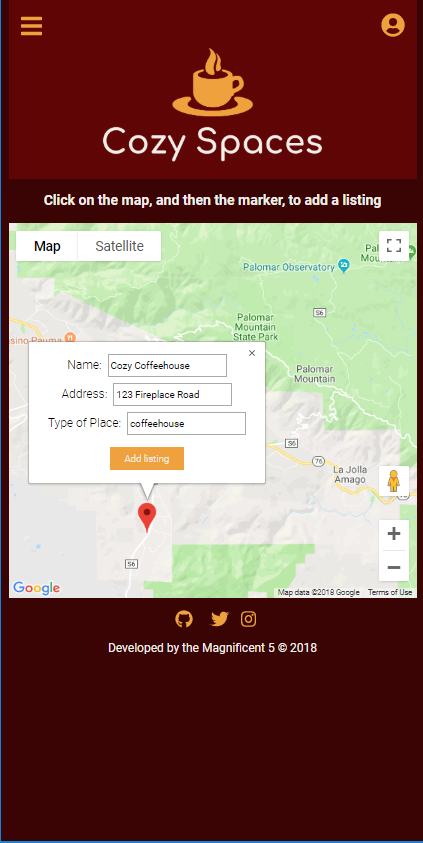 Cozy Spaces
Click on the map, and then the marker, to add a listing
Map
Satellite
Palomar Observatory
S6
Palomar
Mountain
State Park
Palomar
Mountain
sino Pauma
×
Name: Cozy Coffeehouse
Address: 123 Fireplace Road
Type of Place: coffeehouse
Add listing
S6
76
La Jolla
Amago
S6
Google
Map data ©2018 Google
Terms of Use
Developed by the Magnificent 5 © 2018